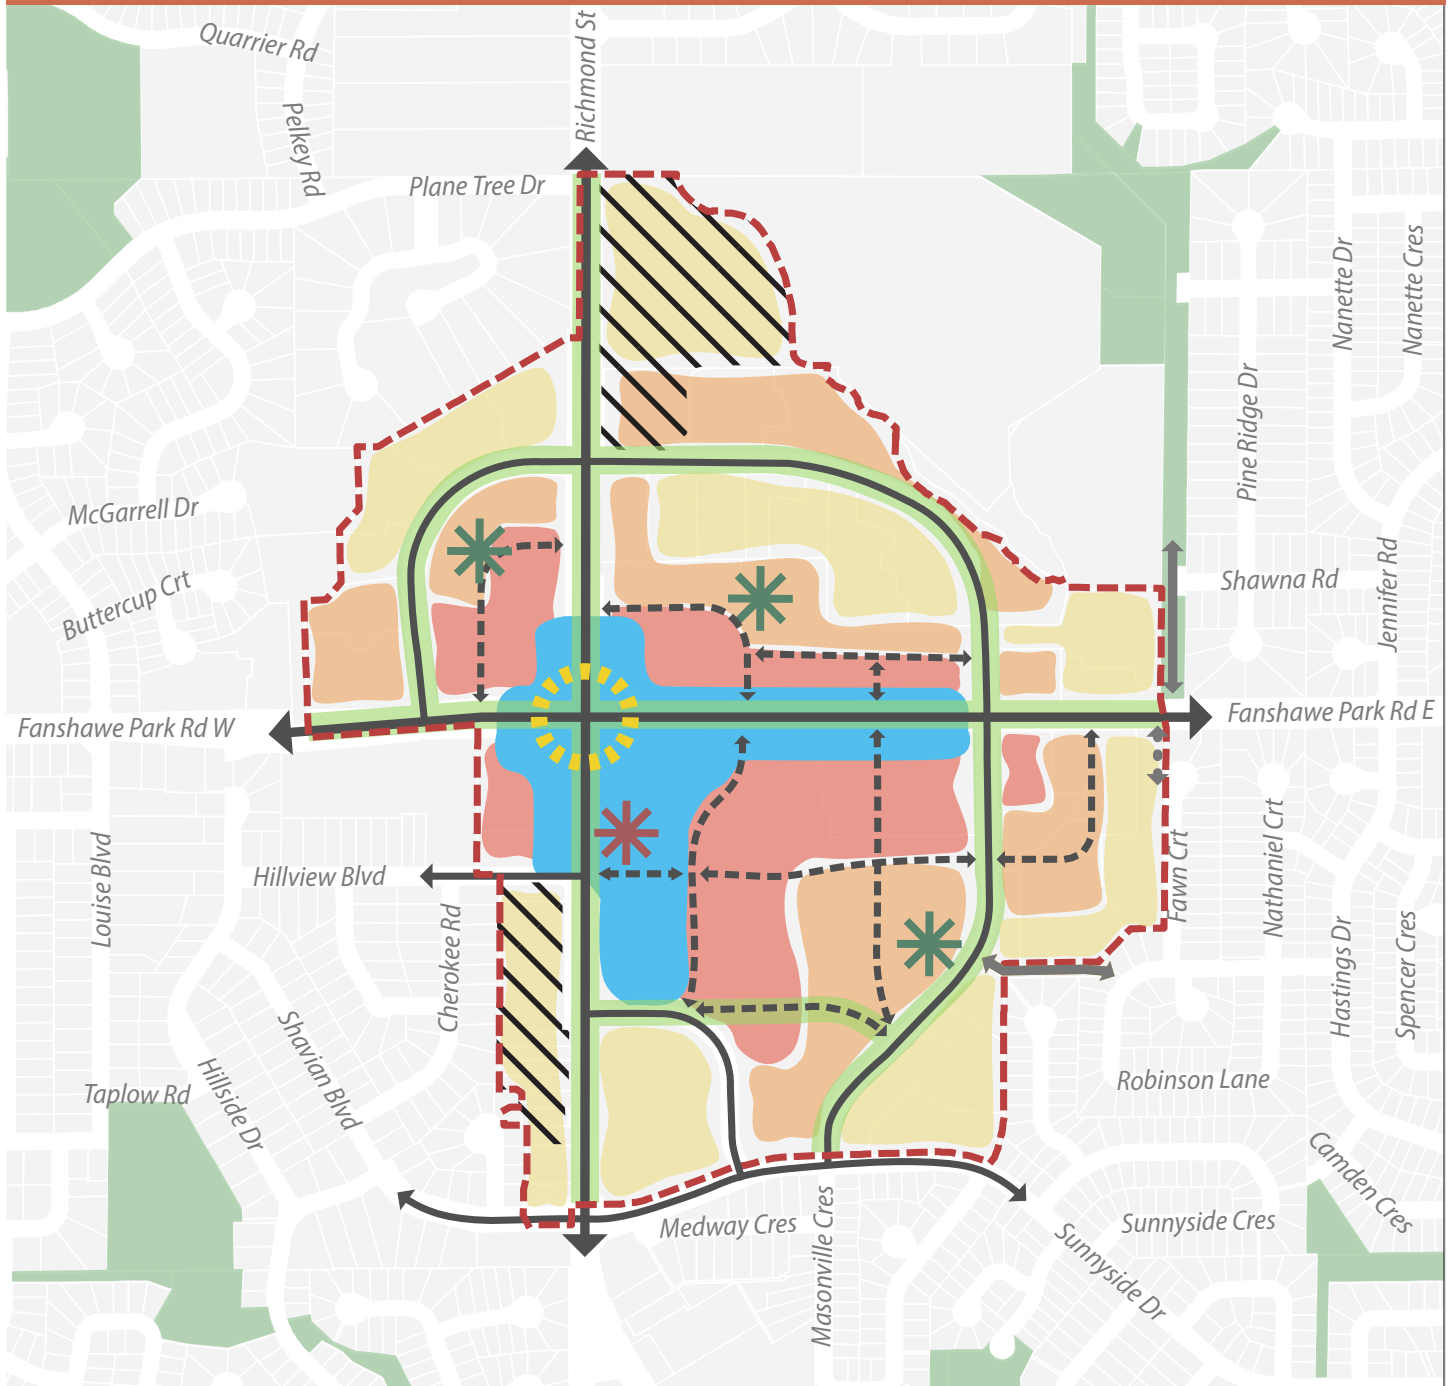 Quarrier Rd
Richmond St
Pelkey Rd
Plane Tree Dr
Nanette Dr
Nanette Cres
Pine Ridge Dr
McGarrell Dr
Buttercup Crt
Shawna Rd
Jennifer Rd
Fanshawe Park Rd W
Fanshawe Park Rd E
Louise Blvd
Hillview Blvd
Cherokee Rd
Fawn Crt
Nathaniel Crt
Hastings Dr
Spencer Cres
Shavian Blvd
Hillside Dr
Taplow Rd
Robinson Lane
Camden Cres
Medway Cres
Masonville Cres
Sunnyside Cres
Sunnyside Dr